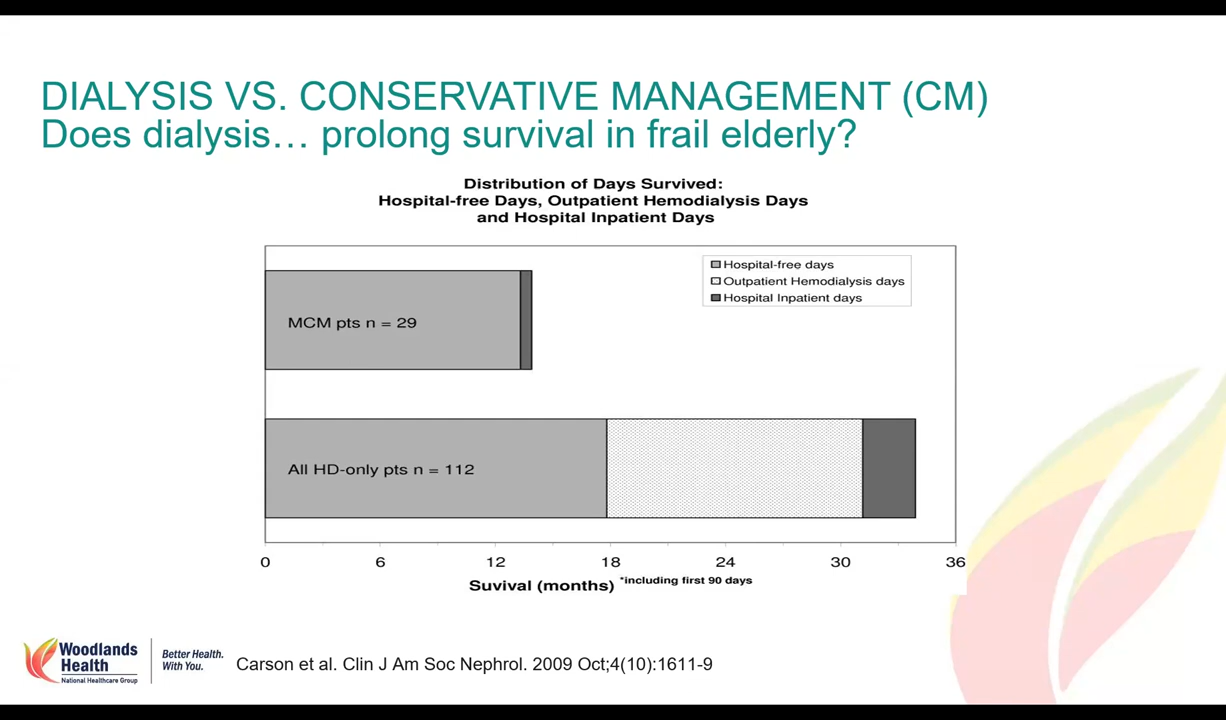 DIALYSIS VS. CONSERVATIVE MANAGEMENT (CM)
Does dialysis… prolong survival in frail elderly?
Distribution of Days Survived:
Hospital-free Days, Outpatient Hemodialysis Days
and Hospital Inpatient Days
Hospital-free days
Outpatient Hemodialysis days
Hospital Inpatient days
MCM pts n = 29
All HD-only pts n = 112
0 6 12 18 24 30 36
Suvival (months) *including first 90 days
Woodlands
Health
National Healthcare Group
Better Health.
With You.
Carson et al. Clin J Am Soc Nephrol. 2009 Oct;4(10):1611-9